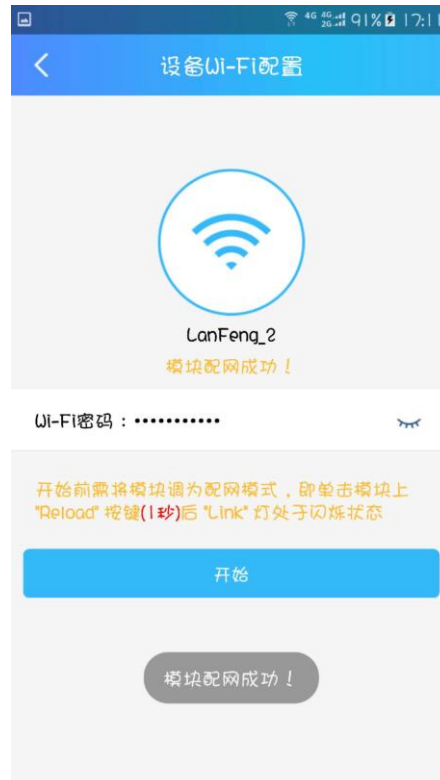 4G 4G 2G 91% 17:11
设备Wi-Fi配置
LanFeng_2
模块配网成功！
Wi-Fi密码：•••••••••••
开始前需将模块调为配网模式，即单击模块上
"Reload" 按键(1秒)后 "Link" 灯处于闪烁状态
开始
模块配网成功！